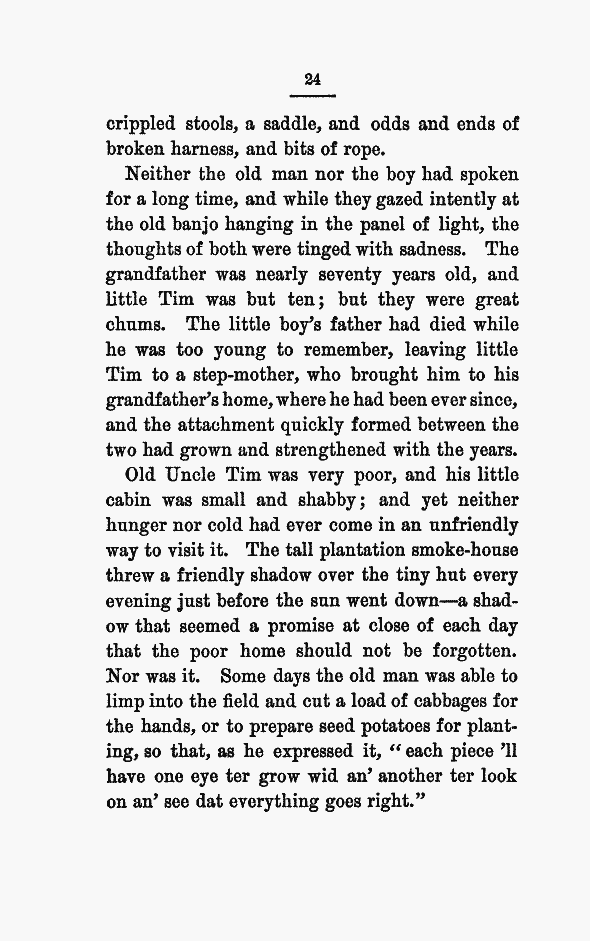 24
crippled stools, a saddle, and odds and ends of
broken harness, and bits of rope.
Neither the old man nor the boy had spoken
for a long time, and while they gazed intently at
the old banjo hanging in the panel of light, the
thoughts of both were tinged with sadness. The
grandfather was nearly seventy years old, and
little Tim was but ten; but they were great
chums. The little boy's father had died while
he was too young to remember, leaving little
Tim to a step-mother, who brought him to his
grandfather's home, where he had been ever since,
and the attachment quickly formed between the
two had grown and strengthened with the years.
Old Uncle Tim was very poor, and his little
cabin was small and shabby; and yet neither
hunger nor cold had ever come in an unfriendly
way to visit it. The tall plantation smoke-house
threw a friendly shadow over the tiny hut every
evening just before the sun went down—a shad-
ow that seemed a promise at close of each day
that the poor home should not be forgotten.
Nor was it. Some days the old man was able to
limp into the field and cut a load of cabbages for
the hands, or to prepare seed potatoes for plant-
ing, so that, as he expressed it, "each piece 'll
have one eye ter grow wid an' another ter look
on an' see dat everything goes right."